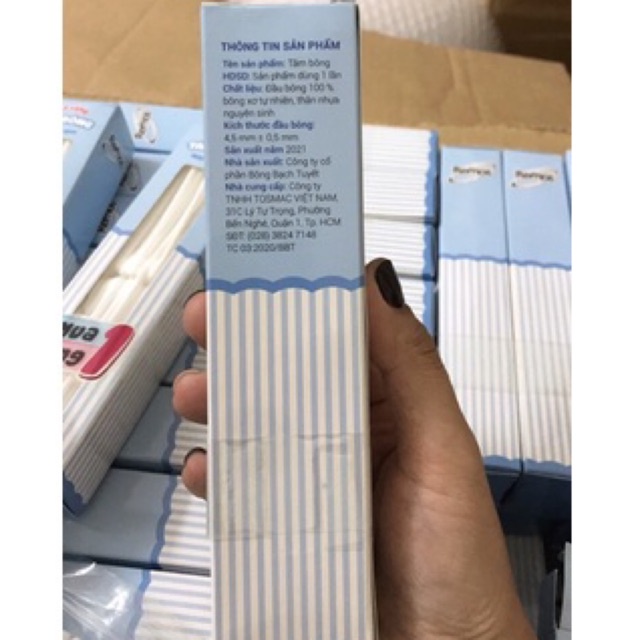 THÔNG TIN SẢN PHẨM
Tên sản phẩm: Tăm bông
HDSD: Sản phẩm dùng 1 lần
Chất liệu: Đầu bông 100 %
bông xơ tự nhiên, thân nhựa
nguyên sinh
Kích thước đầu bông:
4,5 mm ± 0,5 mm
Sản xuất năm 2021
Nhà sản xuất: Công ty cổ
phần Bông Bạch Tuyết
Nhà cung cấp: Công ty
TNHH TOSMAC VIỆT NAM,
31C Lý Tự Trọng, Phường
Bến Nghé, Quận 1, Tp. HCM
SĐT: (028) 3824 7148
TC 03:2020/BBT
Mua 1